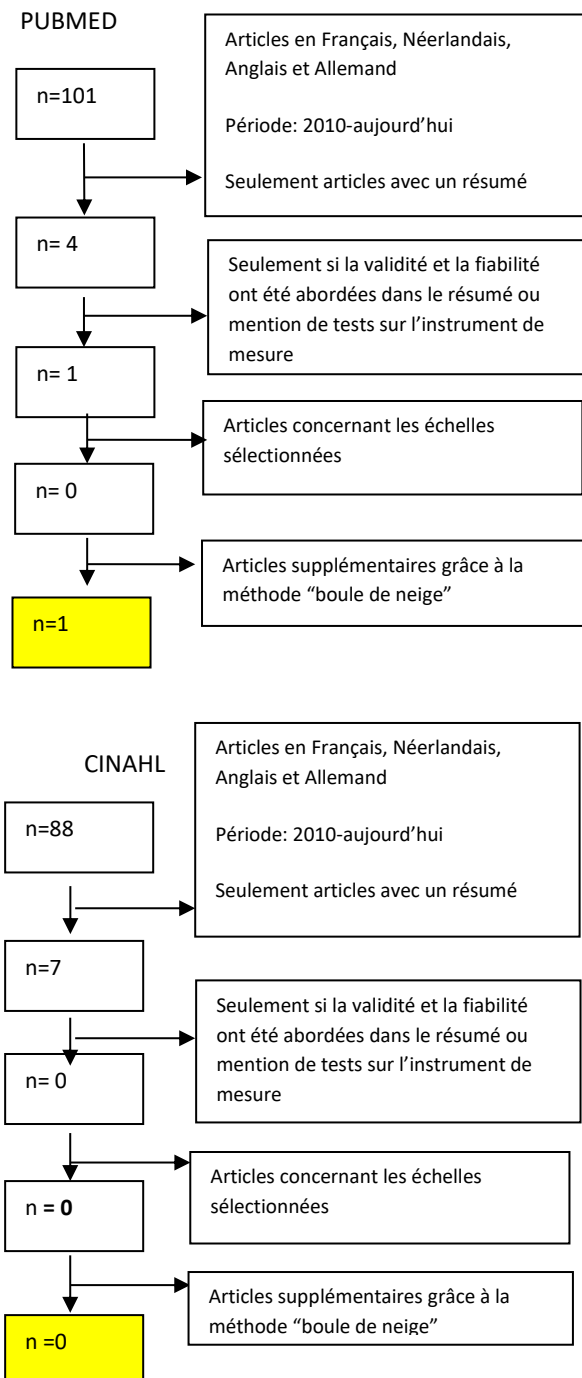 PUBMED
n=101
Articles en Français, Néerlandais,
Anglais et Allemand
Période: 2010-aujourd’hui
Seulement articles avec un résumé
n= 4
Seulement si la validité et la fiabilité
ont été abordées dans le résumé ou
mention de tests sur l’instrument de
mesure
n= 1
Articles concernant les échelles
sélectionnées
n= 0
Articles supplémentaires grâce à la
méthode “boule de neige”
n=1
CINAHL
Articles en Français, Néerlandais,
Anglais et Allemand
Période: 2010-aujourd’hui
Seulement articles avec un résumé
n=88
n=7
Seulement si la validité et la fiabilité
ont été abordées dans le résumé ou
mention de tests sur l’instrument de
mesure
n= 0
Articles concernant les échelles
sélectionnées
n = 0
Articles supplémentaires grâce à la
méthode “boule de neige”
n =0